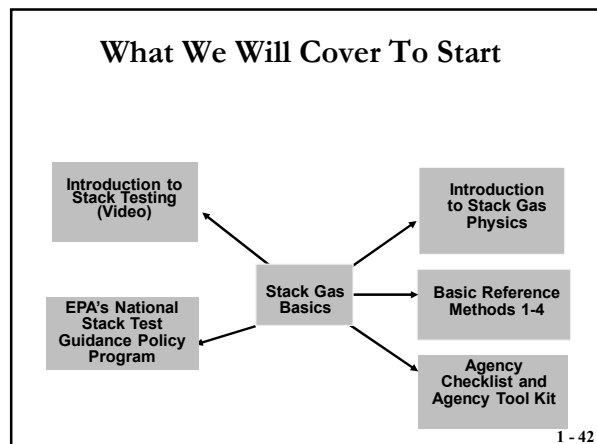 What We Will Cover To Start
Introduction to
Stack Testing
(Video)
Introduction
to Stack Gas
Physics
Stack Gas
Basics
EPA's National
Stack Test
Guidance Policy
Program
Basic Reference
Methods 1-4
Agency
Checklist and
Agency Tool Kit
1 - 42